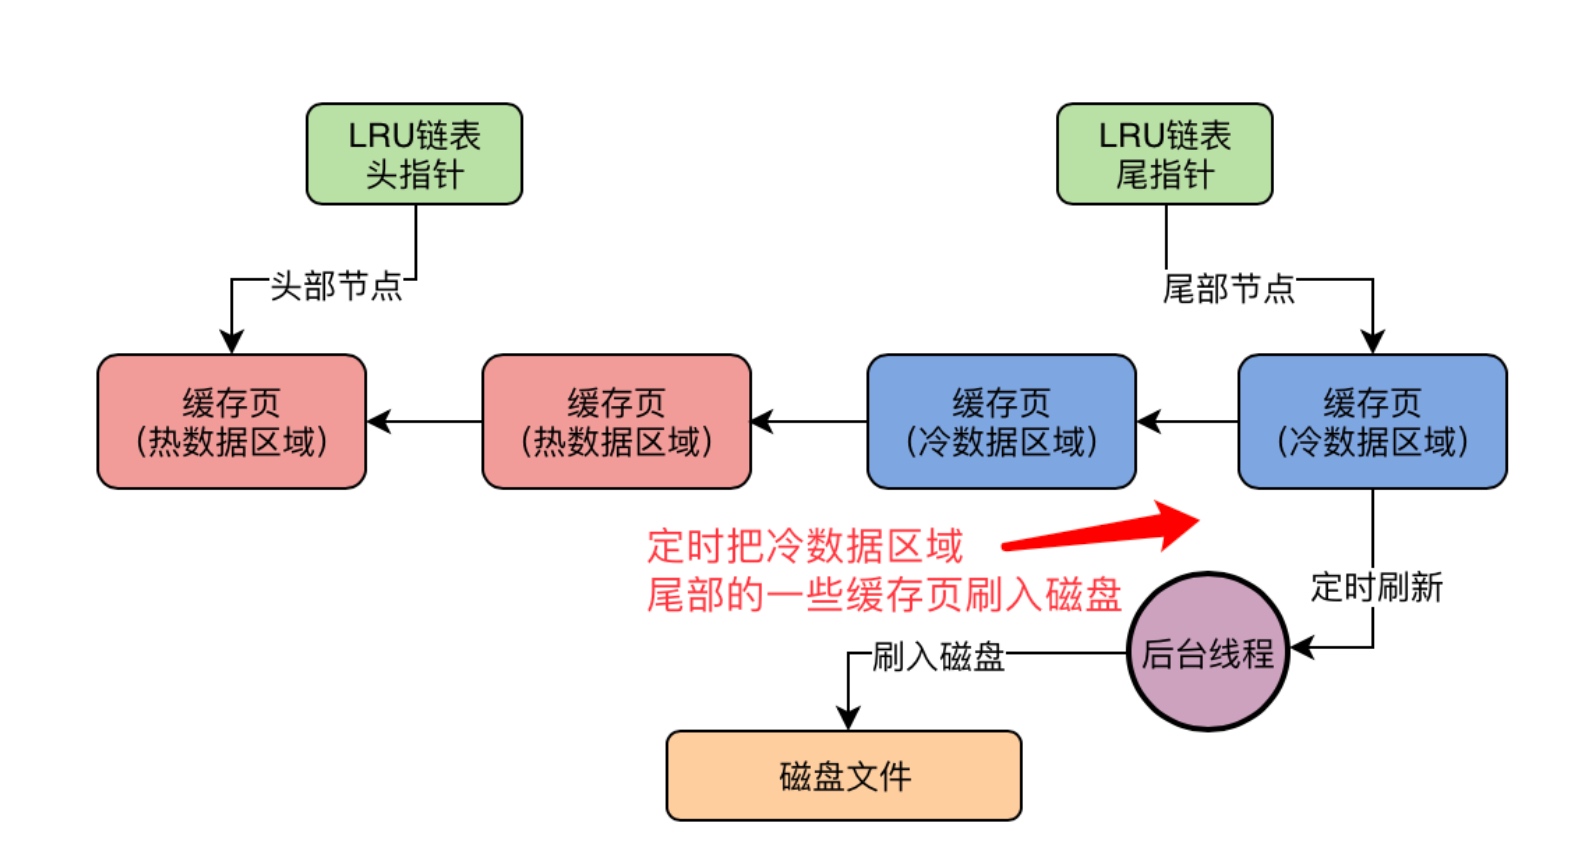 LRU链表
头指针
LRU链表
尾指针
头部节点
尾部节点
缓存页
（热数据区域）
缓存页
（热数据区域）
缓存页
（冷数据区域）
缓存页
（冷数据区域）
定时把冷数据区域
尾部的一些缓存页刷入磁盘
定时刷新
后台线程
刷入磁盘
磁盘文件